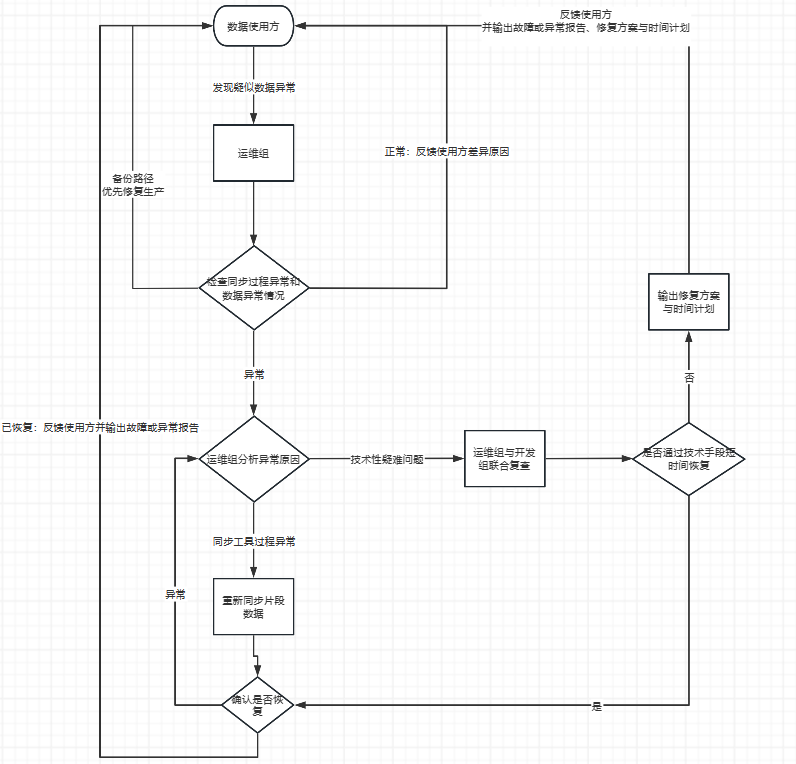 数据使用方
反馈使用方
并输出故障或异常报告、修复方案与时间计划
发现疑似数据异常
运维组
正常：反馈使用方差异原因
备份路径
优先修复生产
检查同步过程异常和
数据异常情况
输出修复方案
与时间计划
异常
否
已恢复：反馈使用方并输出故障或异常报告
运维组分析异常原因
技术性疑难问题
运维组与开发
组联合复查
是否通过技术手段短
时间恢复
同步工具过程异常
异常
重新同步片段
数据
确认是否恢
复
是